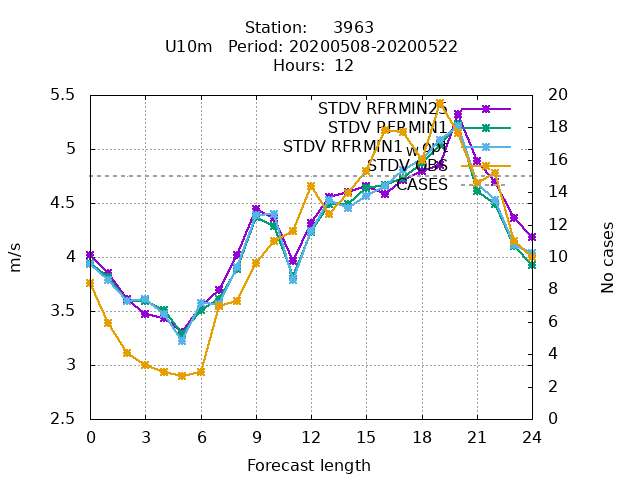 Station: 3963
U10m Period: 20200508-20200522
Hours: 12
5.5
5
4.5
4
3.5
3
2.5
20
18
16
14
12
10
8
6
4
2
0
STDV RFRMIN25
STDV RFRMIN1
STDV RFRMIN1wopt
STDV OBS
CASES
m/s
No cases
0 3 6 9 12 15 18 21 24
Forecast length